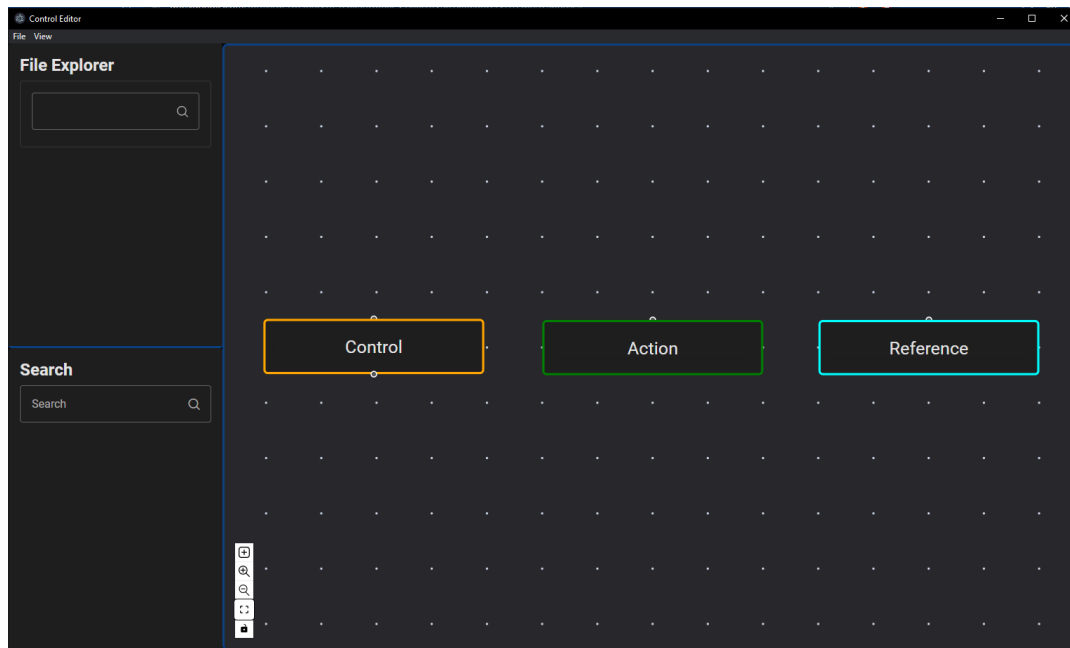 Control Editor
File View
File Explorer
Control
Action
Reference
Search
Search